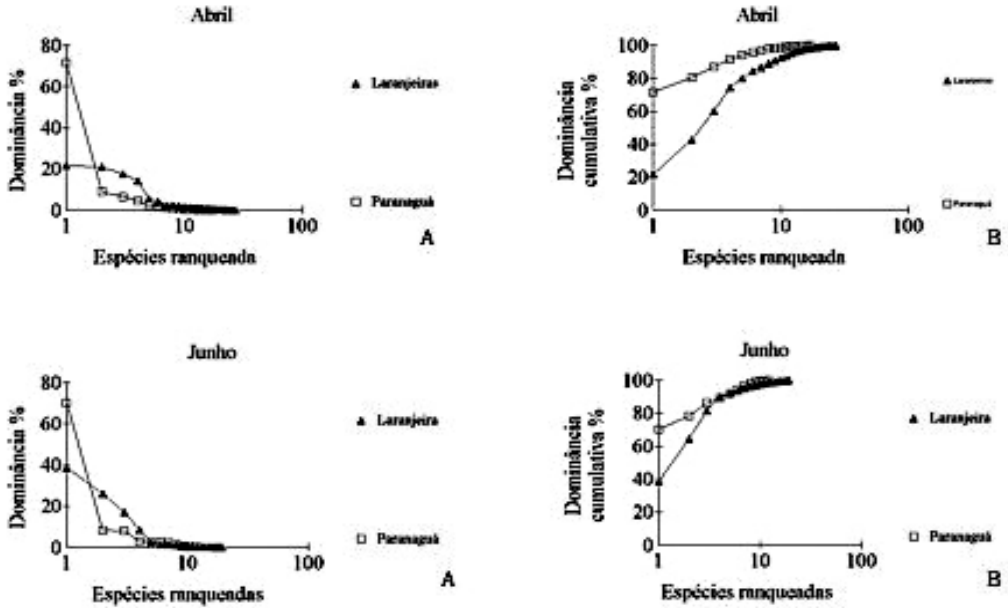 Abril
Dominância %
80
60
40
20
0
1
10
100
Espécies ranqueada
Laranjeiras
Paranaguá
A
Abril
Dominância
cumulativa %
100
80
60
40
20
0
1
10
100
Espécies ranqueada
Laranjeiras
Paranaguá
B
Junho
Dominância %
80
60
40
20
0
1
10
100
Espécies ranqueadas
Laranjeira
Paranaguá
A
Junho
Dominância
cumulativa %
100
80
60
40
20
0
1
10
100
Espécies ranqueadas
Laranjeira
Paranaguá
B